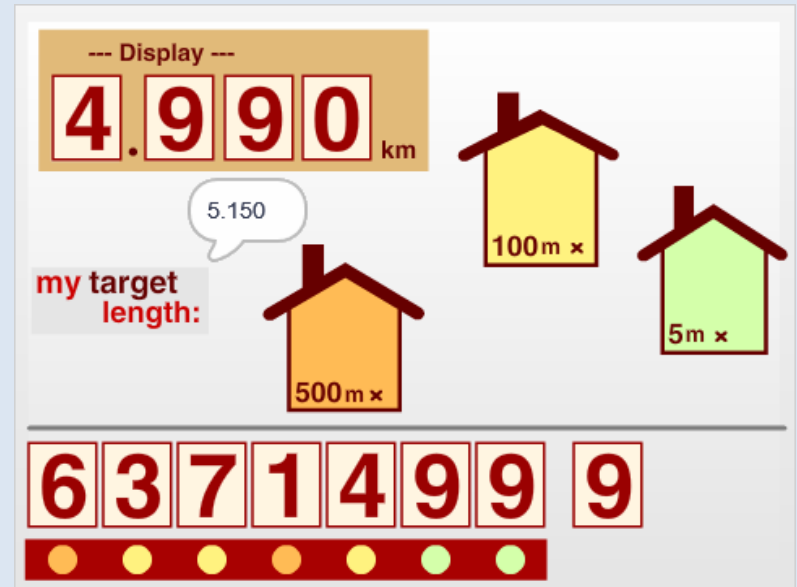 --- Display ---
4.990 km
5.150
my target
length:
100m ×
5m ×
500m ×
6 3 7 1 4 9 9 9